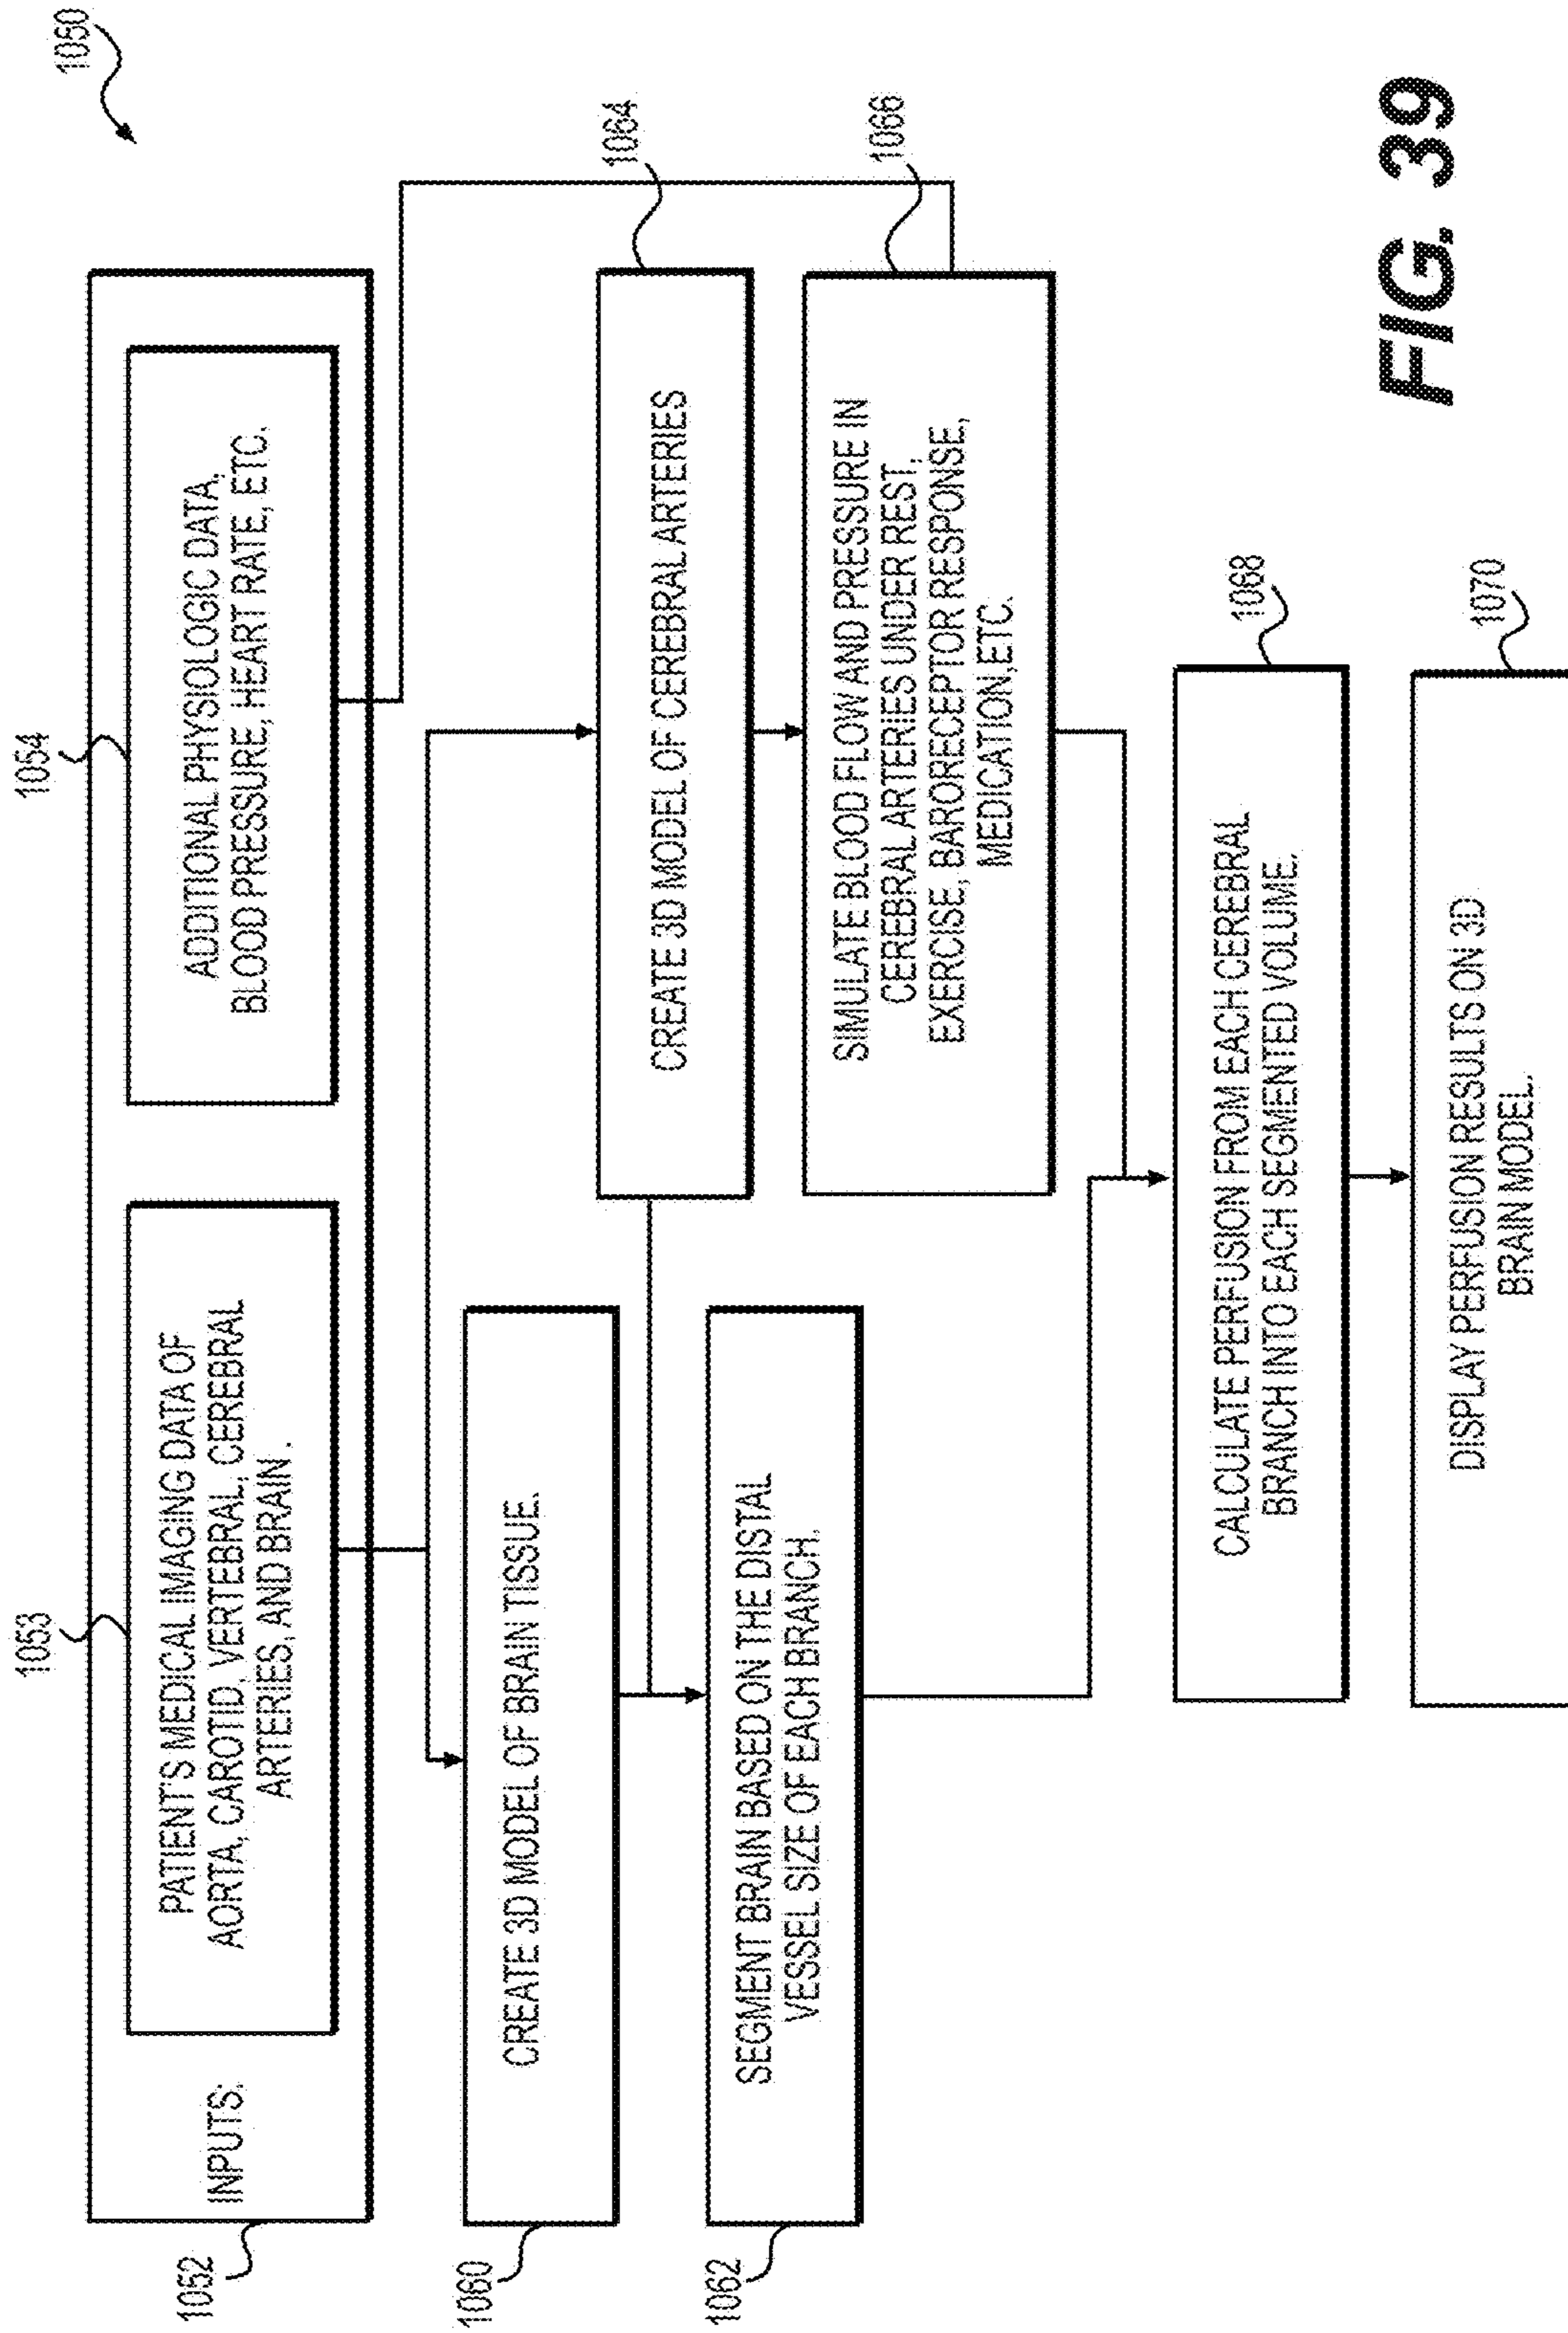 1050
1054
1053
1052
INPUTS:
PATIENT'S MEDICAL IMAGING DATA OF
AORTA, CAROTID, VERTEBRAL, CEREBRAL
ARTERIES, AND BRAIN.
ADDITIONAL PHYSIOLOGIC DATA,
BLOOD PRESSURE, HEART RATE, ETC.
1060
CREATE 3D MODEL OF BRAIN TISSUE.
1064
CREATE 3D MODEL OF CEREBRAL ARTERIES
1062
SEGMENT BRAIN BASED ON THE DISTAL
VESSEL SIZE OF EACH BRANCH.
1066
SIMULATE BLOOD FLOW AND PRESSURE IN
CEREBRAL ARTERIES UNDER REST,
EXERCISE, BARORECEPTOR RESPONSE,
MEDICATION,ETC.
1068
CALCULATE PERFUSION FROM EACH CEREBRAL
BRANCH INTO EACH SEGMENTED VOLUME.
1070
DISPLAY PERFUSION RESULTS ON 3D
BRAIN MODEL.
FIG. 39